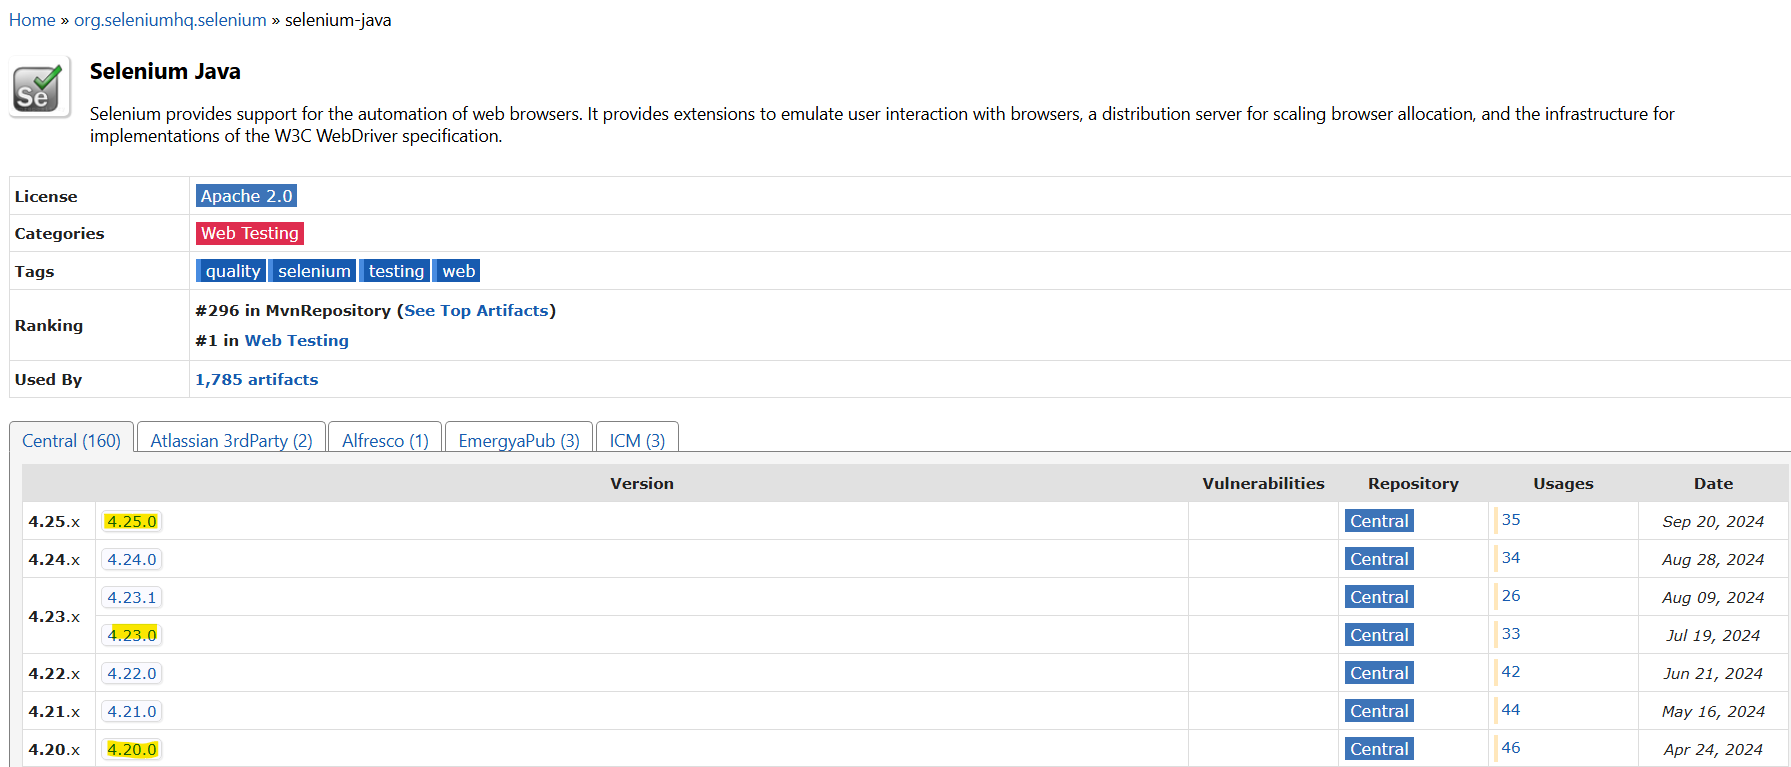 Home » org.seleniumhq.selenium » selenium-java
Se
Selenium Java
Selenium provides support for the automation of web browsers. It provides extensions to emulate user interaction with browsers, a distribution server for scaling browser allocation, and the infrastructure for
implementations of the W3C WebDriver specification.
License Apache 2.0
Categories Web Testing
Tags quality selenium testing web
Ranking #296 in MvnRepository (See Top Artifacts)
#1 in Web Testing
Used By 1,785 artifacts
Central (160) Atlassian 3rdParty (2) Alfresco (1) EmergyaPub (3) ICM (3)
Version Vulnerabilities Repository Usages Date
4.25.x 4.25.0 Central 35 Sep 20, 2024
4.24.x 4.24.0 Central 34 Aug 28, 2024
4.23.x 4.23.1 Central 26 Aug 09, 2024
4.23.0 Central 33 Jul 19, 2024
4.22.x 4.22.0 Central 42 Jun 21, 2024
4.21.x 4.21.0 Central 44 May 16, 2024
4.20.x 4.20.0 Central 46 Apr 24, 2024